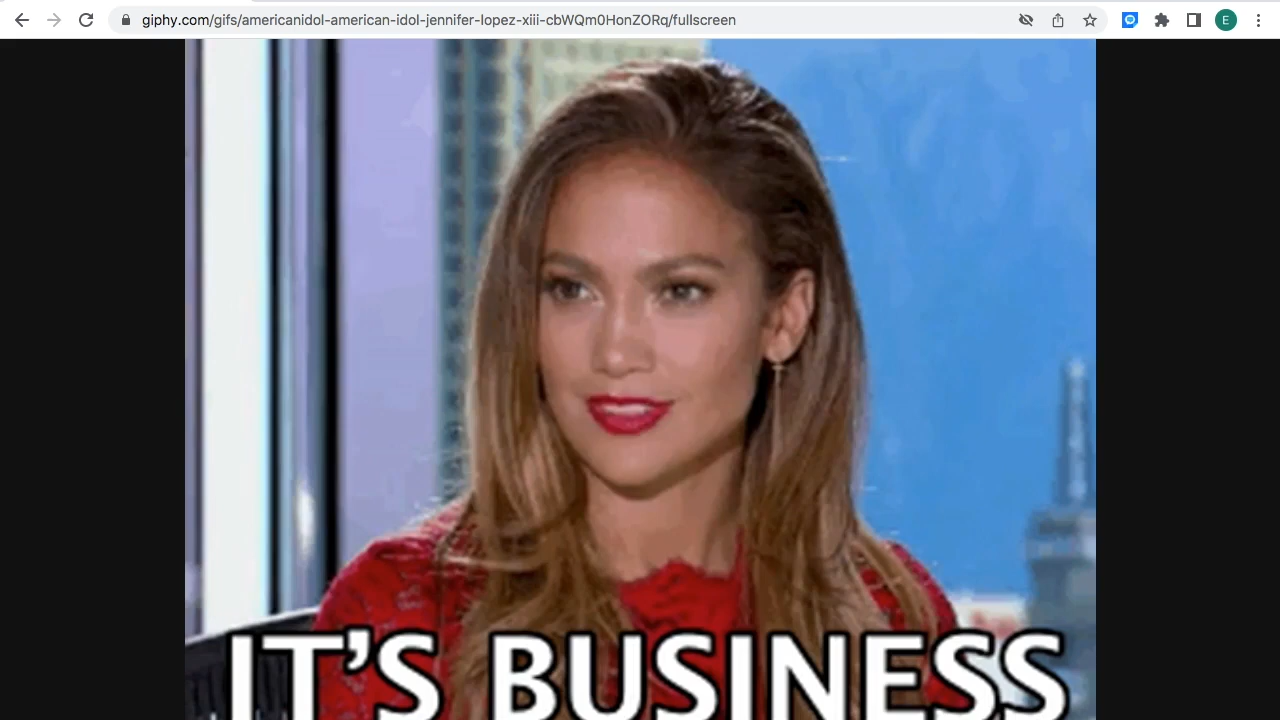 giphy.com/gifs/americanidol-american-idol-jennifer-lopez-xiii-cbWQm0HonZORq/fullscreen
E
IT'S BUSINESS